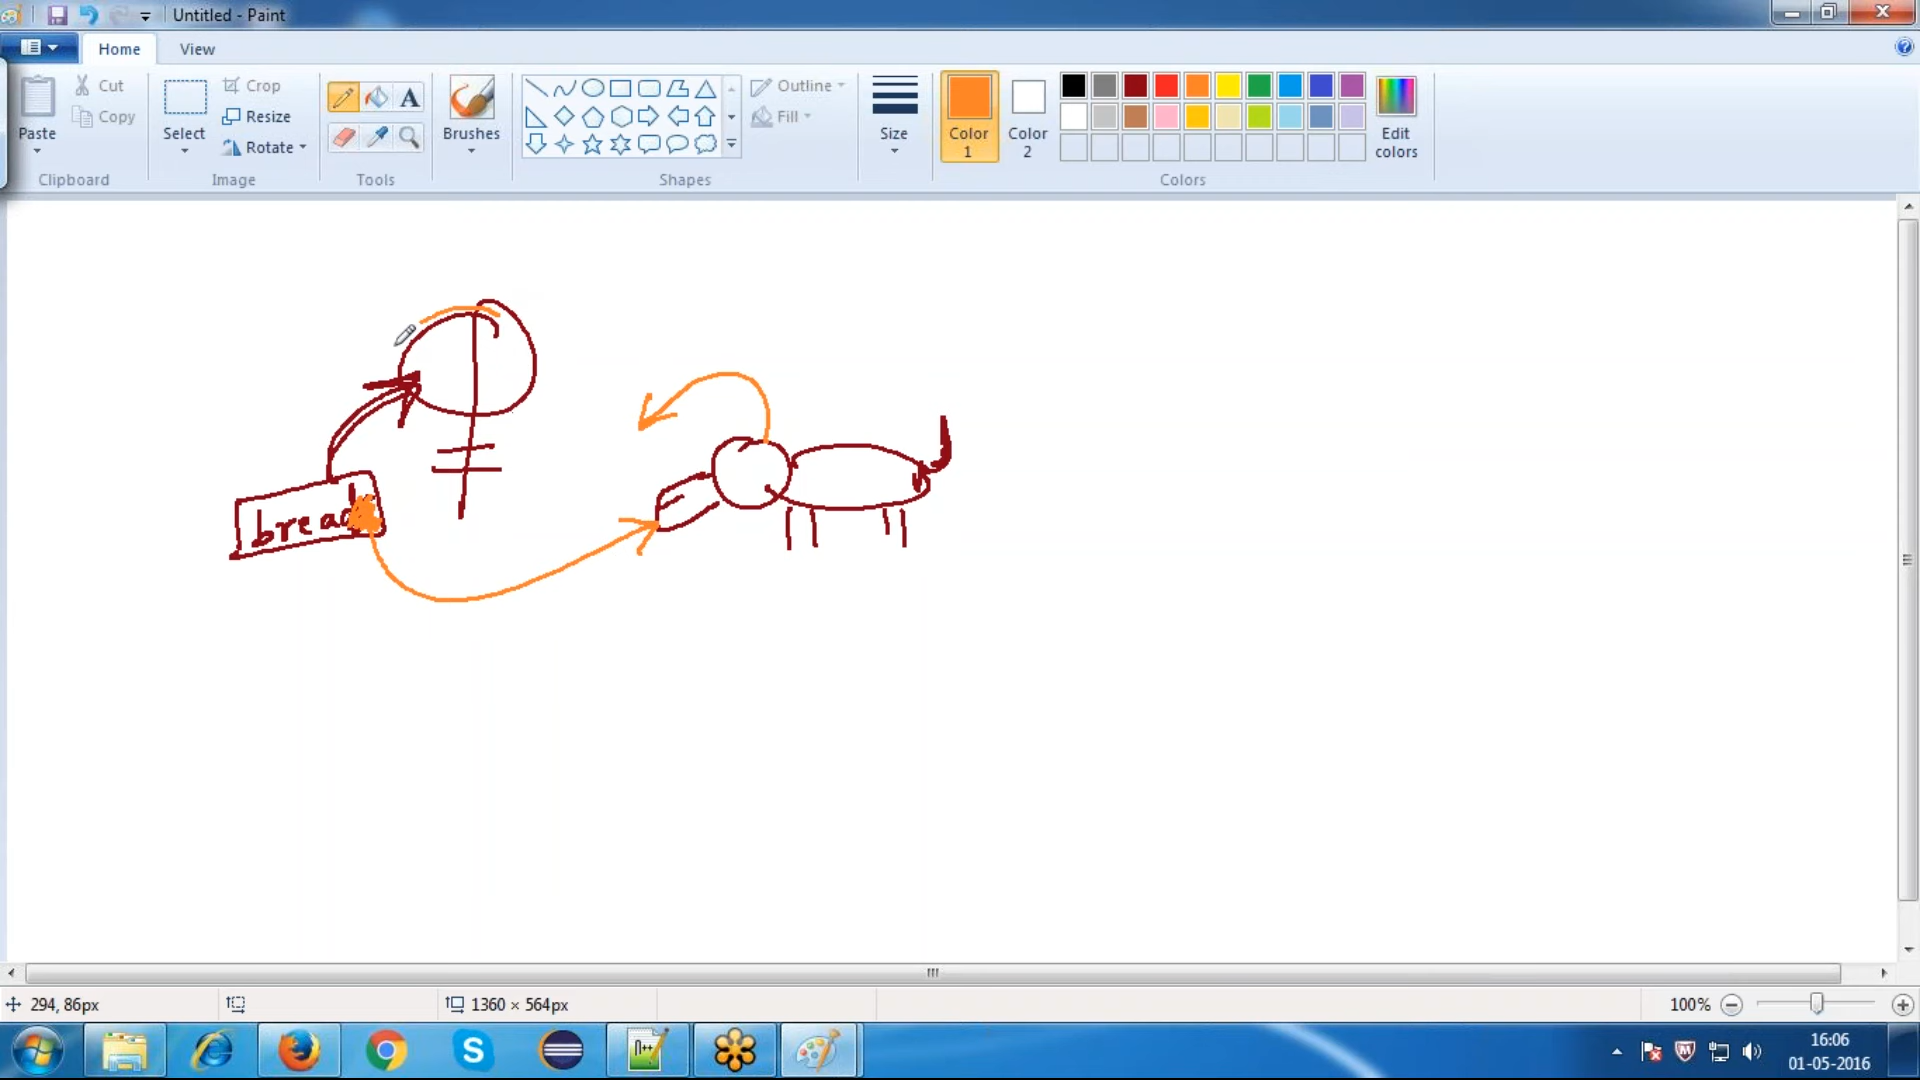 Untitled - Paint
Home View
Paste
Cut
Copy
Clipboard
Select
Crop
Resize
Rotate
Image
A
Tools
Brushes
Outline
Fill
Shapes
Size
Color 1
Color 2
Edit colors
Colors
bread
294, 86px
1360 × 564px
100%
S
N++
M
16:06
01-05-2016